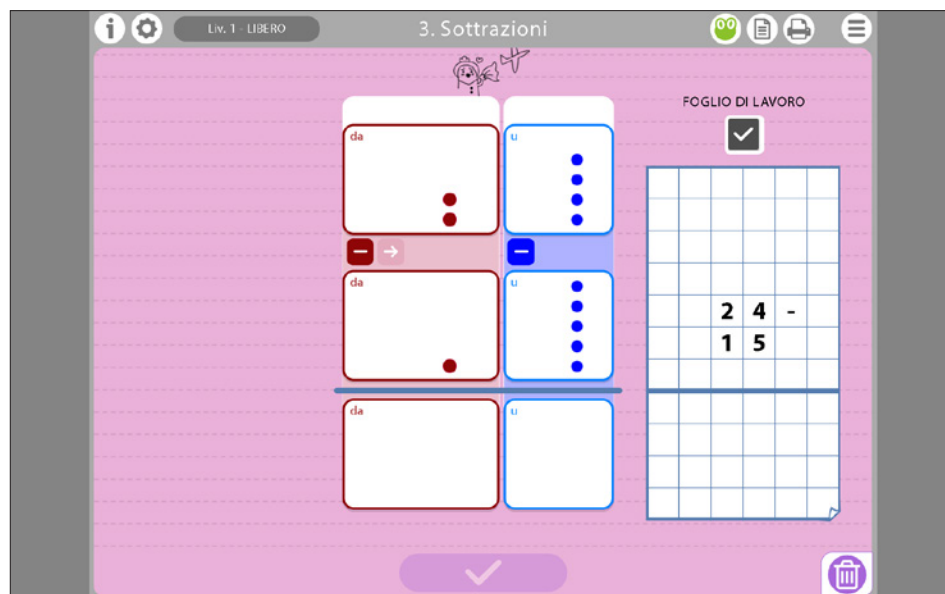 Liv. 1 - LIBERO
3. Sottrazioni
FOGLIO DI LAVORO
da
u
da
u
2 4 -
1 5
da
u